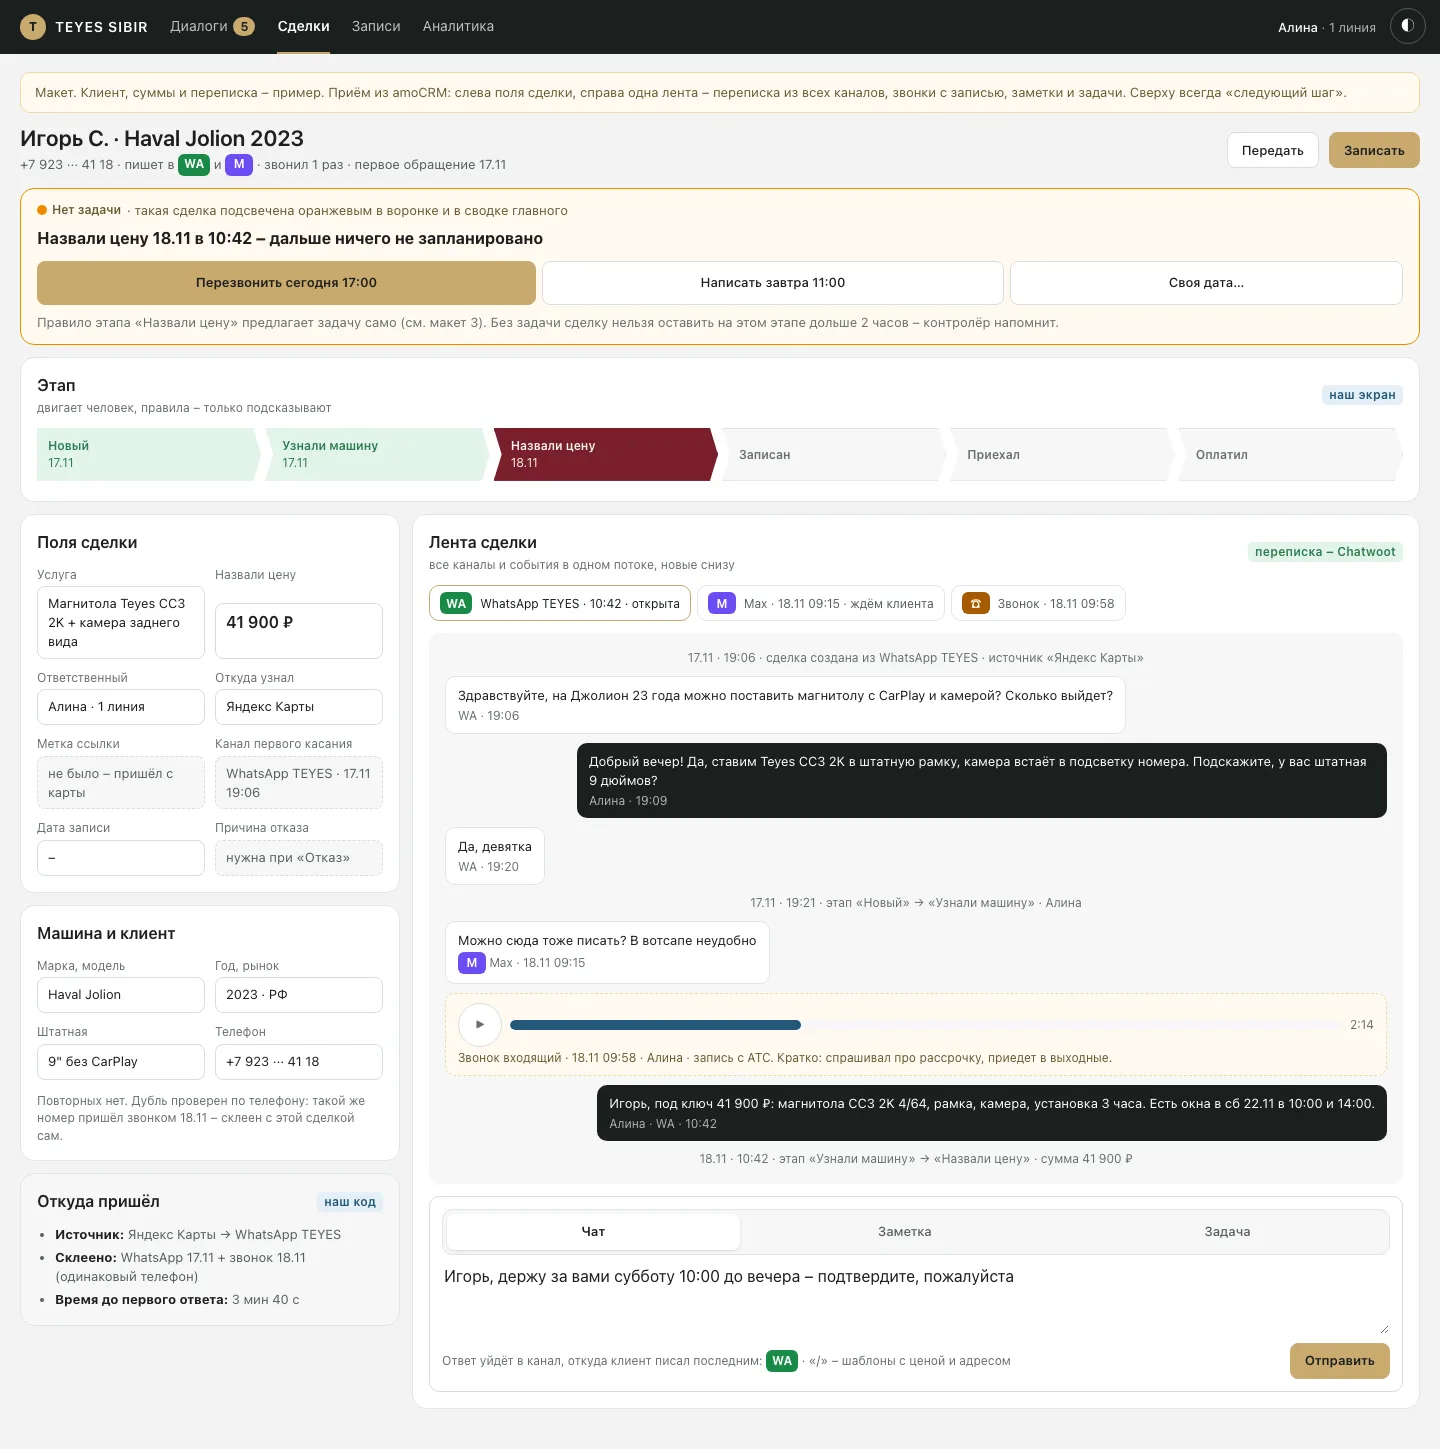 T TEYES SIBIR Диалоги 5 Сделки Записи Аналитика Алина · 1 линия
Макет. Клиент, суммы и переписка – пример. Приём из amoCRM: слева поля сделки, справа одна лента – переписка из всех каналов, звонки с записью, заметки и задачи. Сверху всегда «следующий шаг».
Игорь С. · Haval Jolion 2023
+7 923 ··· 41 18 · пишет в WA и M · звонил 1 раз · первое обращение 17.11
Передать
Записать
Нет задачи · такая сделка подсвечена оранжевым в воронке и в сводке главного
Назвали цену 18.11 в 10:42 – дальше ничего не запланировано
Перезвонить сегодня 17:00
Написать завтра 11:00
Своя дата...
Правило этапа «Назвали цену» предлагает задачу само (см. макет 3). Без задачи сделку нельзя оставить на этом этапе дольше 2 часов – контролёр напомнит.
Этап
двигает человек, правила – только подсказывают
наш экран
Новый
17.11
Узнали машину
17.11
Назвали цену
18.11
Записан
Приехал
Оплатил
Поля сделки
Услуга
Магнитола Teyes CC3
2K + камера заднего
вида
Назвали цену
41 900 ₽
Ответственный
Алина · 1 линия
Откуда узнал
Яндекс Карты
Метка ссылки
не было – пришёл с
карты
Канал первого касания
WhatsApp TEYES · 17.11
19:06
Дата записи
–
Причина отказа
нужна при «Отказ»
Машина и клиент
Марка, модель
Haval Jolion
Год, рынок
2023 · РФ
Штатная
9" без CarPlay
Телефон
+7 923 ··· 41 18
Повторных нет. Дубль проверен по телефону: такой же
номер пришёл звонком 18.11 – склеен с этой сделкой
сам.
Откуда пришёл
наш код
• Источник: Яндекс Карты → WhatsApp TEYES
• Склеено: WhatsApp 17.11 + звонок 18.11
(одинаковый телефон)
• Время до первого ответа: 3 мин 40 с
Лента сделки
все каналы и события в одном потоке, новые снизу
переписка – Chatwoot
WA WhatsApp TEYES · 10:42 · открыта
M Max · 18.11 09:15 · ждём клиента
☎ Звонок · 18.11 09:58
17.11 · 19:06 · сделка создана из WhatsApp TEYES · источник «Яндекс Карты»
Здравствуйте, на Джолион 23 года можно поставить магнитолу с CarPlay и камерой? Сколько выйдет?
WA · 19:06
Добрый вечер! Да, ставим Teyes CC3 2K в штатную рамку, камера встаёт в подсветку номера. Подскажите, у вас штатная
9 дюймов?
Алина · 19:09
Да, девятка
WA · 19:20
17.11 · 19:21 · этап «Новый» → «Узнали машину» · Алина
Можно сюда тоже писать? В вотсапе неудобно
M Max · 18.11 09:15
2:14
Звонок входящий · 18.11 09:58 · Алина · запись с АТС. Кратко: спрашивал про рассрочку, приедет в выходные.
Игорь, под ключ 41 900 ₽: магнитола CC3 2K 4/64, рамка, камера, установка 3 часа. Есть окна в сб 22.11 в 10:00 и 14:00.
Алина · WA · 10:42
18.11 · 10:42 · этап «Узнали машину» → «Назвали цену» · сумма 41 900 ₽
Чат
Заметка
Задача
Игорь, держу за вами субботу 10:00 до вечера – подтвердите, пожалуйста
Ответ уйдёт в канал, откуда клиент писал последним: WA · «/» – шаблоны с ценой и адресом
Отправить